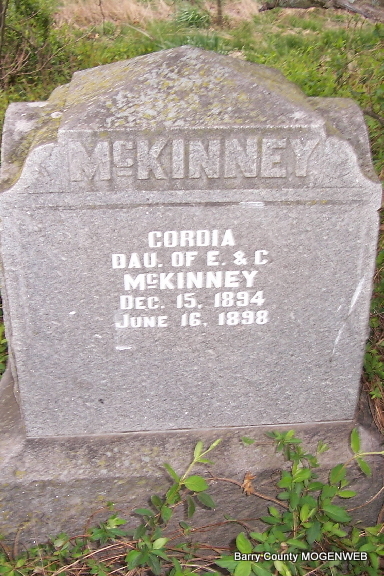 McKINNEY
CORDIA
DAU. OF E. & C
McKINNEY
DEC. 15, 1894
JUNE 16, 1898
Barry County MOGENWEB